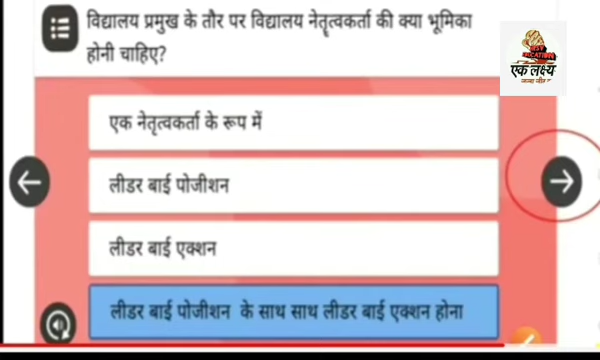 विद्यालय प्रमुख के तौर पर विद्यालय नेतृत्वकर्ता की क्या भूमिका
होनी चाहिए?
एक लक्ष्य
एक नेतृत्वकर्ता के रूप में
लीडर बाई पोजीशन
लीडर बाई एक्शन
लीडर बाई पोजीशन के साथ साथ लीडर बाई एक्शन होना